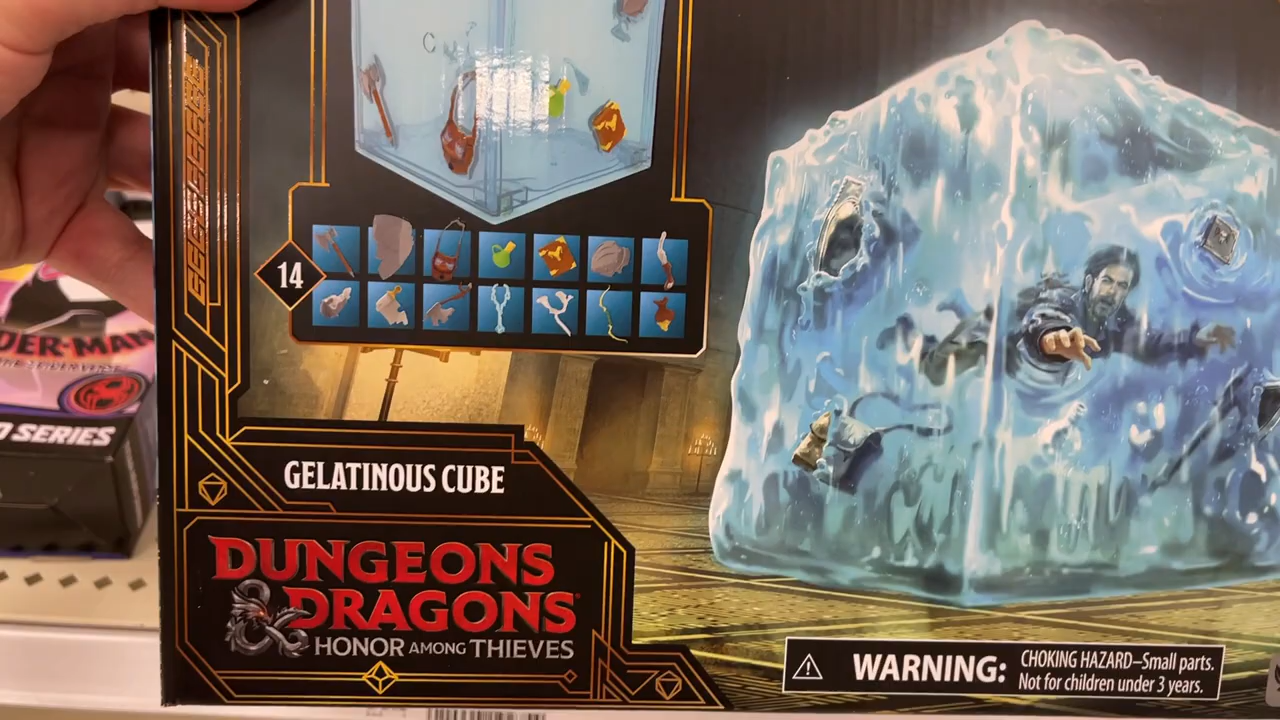 14
GELATINOUS CUBE
DUNGEONS
& DRAGONS
HONOR AMONG THIEVES
WARNING: CHOKING HAZARD–Small parts.
Not for children under 3 years.
DER-MAN
SERIES